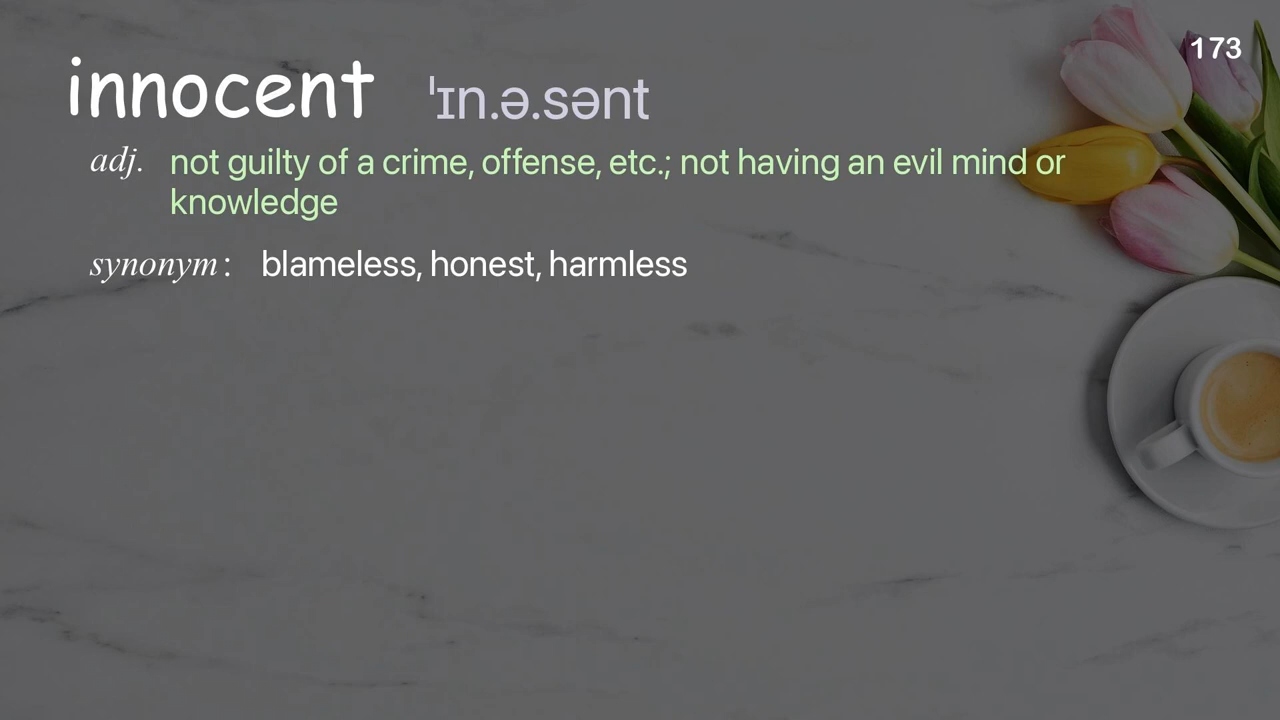 173
innocent ˈɪn.ə.sənt
adj. not guilty of a crime, offense, etc.; not having an evil mind or
knowledge
synonym : blameless, honest, harmless